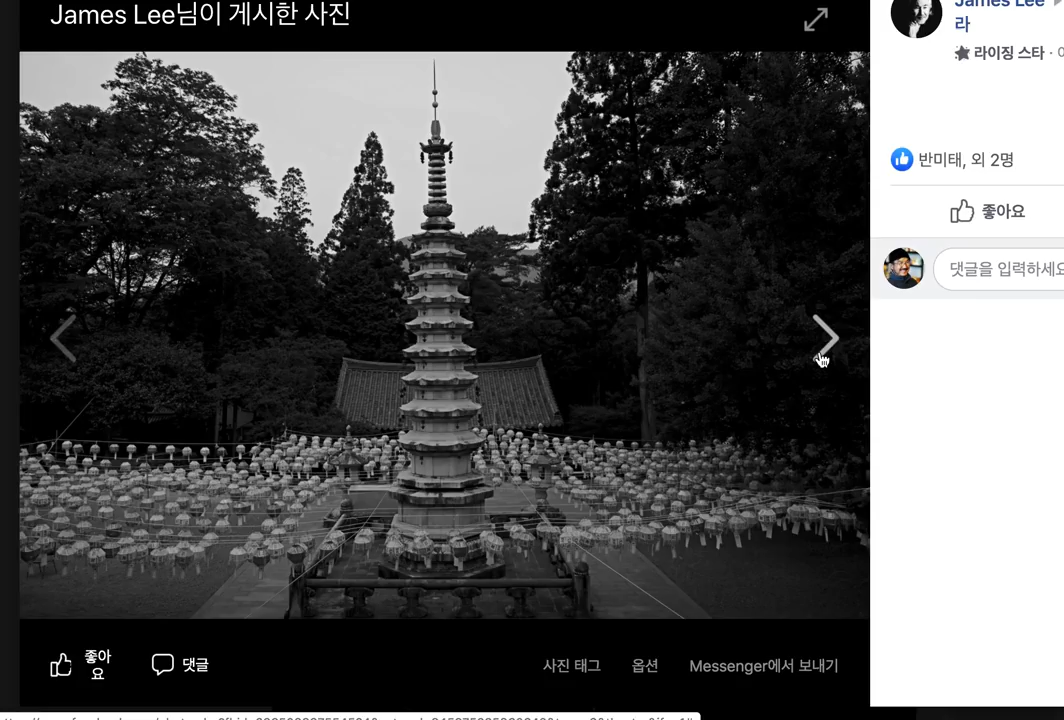 James Lee님이 게시한 사진
James Lee
라
라이징 스타 ·
반미태, 외 2명
좋아요
댓글을 입력하세요
좋아
요
댓글
사진 태그
옵션
Messenger에서 보내기